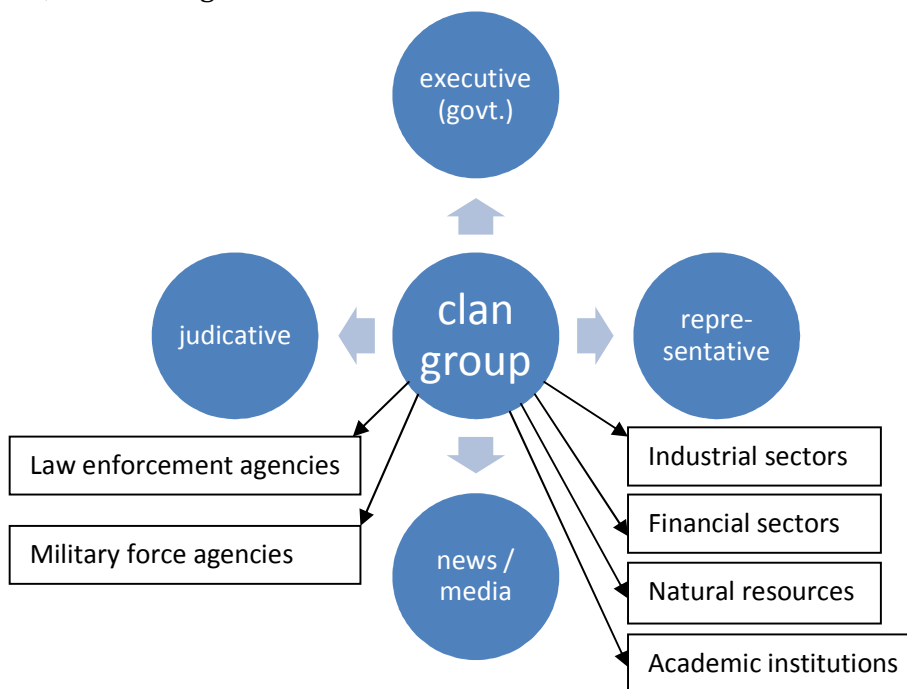 executive
(govt.)
judicative
clan
group
repre-
sentative
Law enforcement agencies
Military force agencies
news /
media
Industrial sectors
Financial sectors
Natural resources
Academic institutions